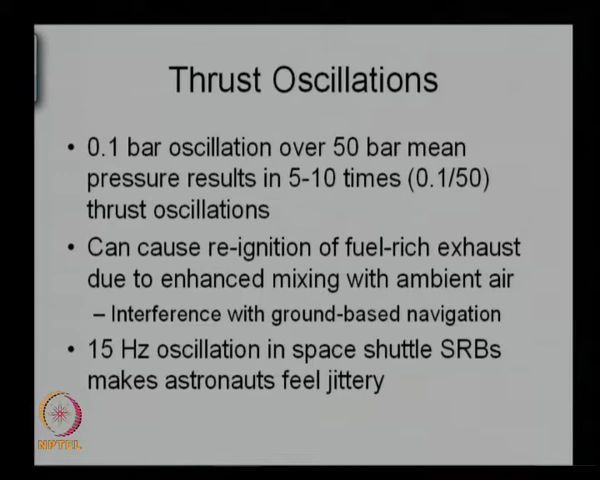 Thrust Oscillations
• 0.1 bar oscillation over 50 bar mean
pressure results in 5-10 times (0.1/50)
thrust oscillations
• Can cause re-ignition of fuel-rich exhaust
due to enhanced mixing with ambient air
– Interference with ground-based navigation
• 15 Hz oscillation in space shuttle SRBs
makes astronauts feel jittery
NPTEL